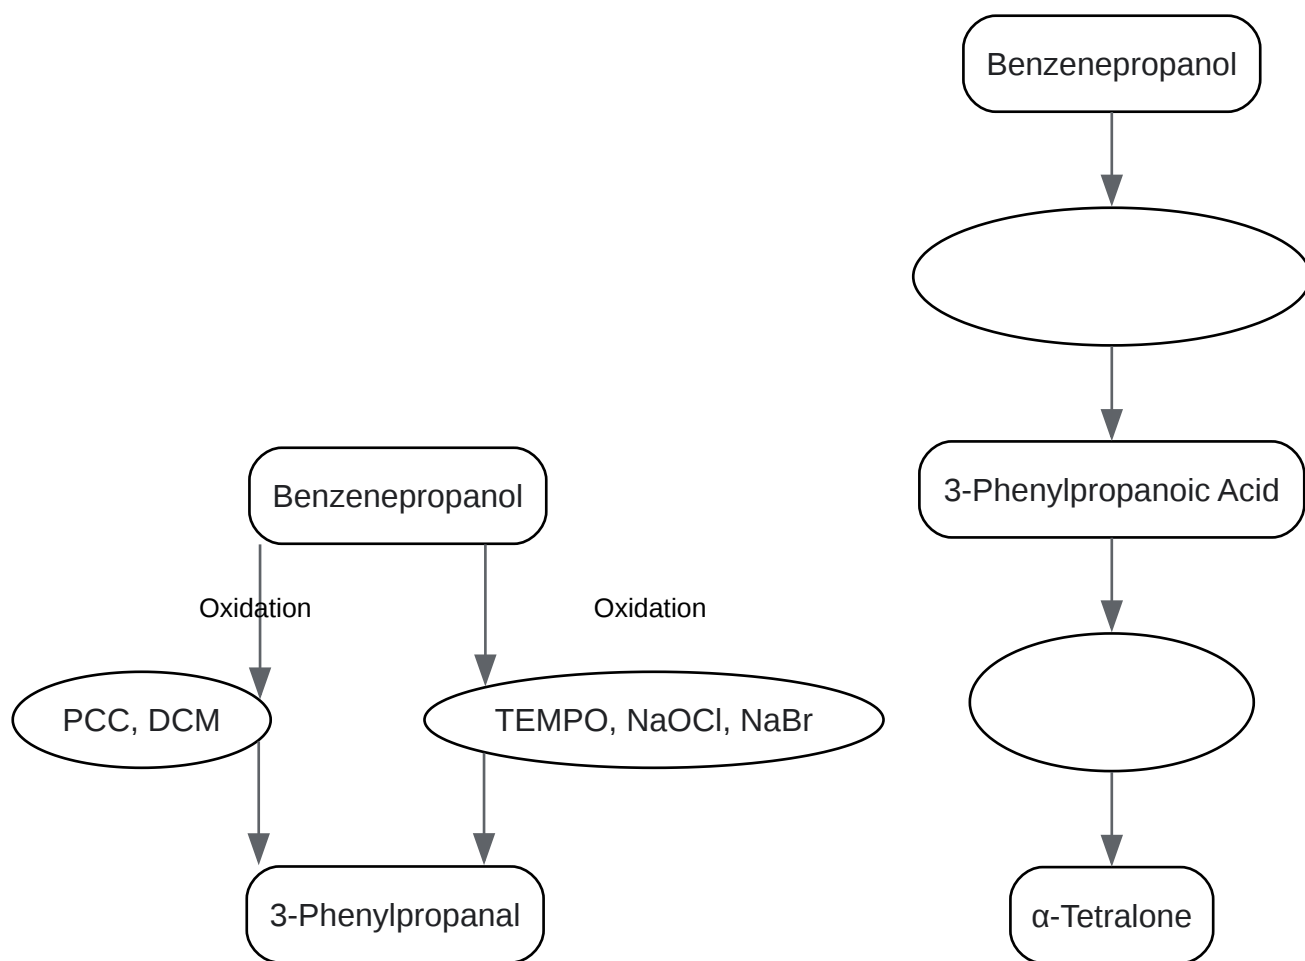 Benzenepropanol
3-Phenylpropanoic Acid
Benzenepropanol
Oxidation
Oxidation
PCC, DCM
TEMPO, NaOCl, NaBr
3-Phenylpropanal
α-Tetralone